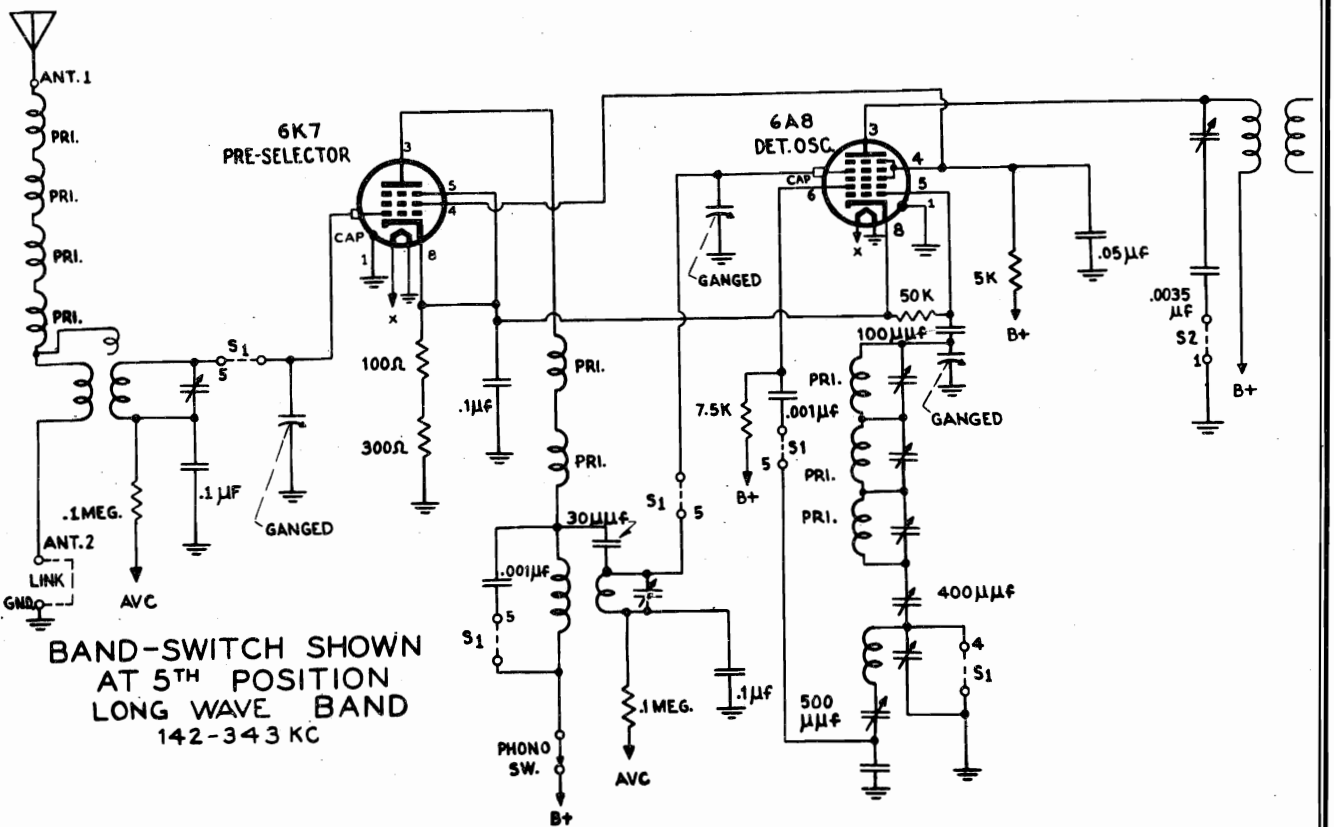 ANT.1
PRI.
PRI.
PRI.
PRI.
6K7
PRE-SELECTOR
3
5
4
CAP
1
8
X
S1
5
.1 µF
.1MEG.
AVC
GANGED
ANT.2
LINK
GND.
100Ω
300Ω
.1µf
PRI.
PRI.
30µµf
.001µf
5
S1
.1MEG.
AVC
.1µf
PHONO
SW.
B+
S1
5
6A8
DET.OSC.
3
4
5
CAP
6
1
8
X
GANGED
50K
100µµf
7.5K
B+
.001µf
S1
5
PRI.
PRI.
PRI.
GANGED
400µµf
4
S1
500
µµf
5K
B+
.05µf
.0035
µf
S2
1
B+
BAND-SWITCH SHOWN
AT 5TH POSITION
LONG WAVE BAND
142-343 KC